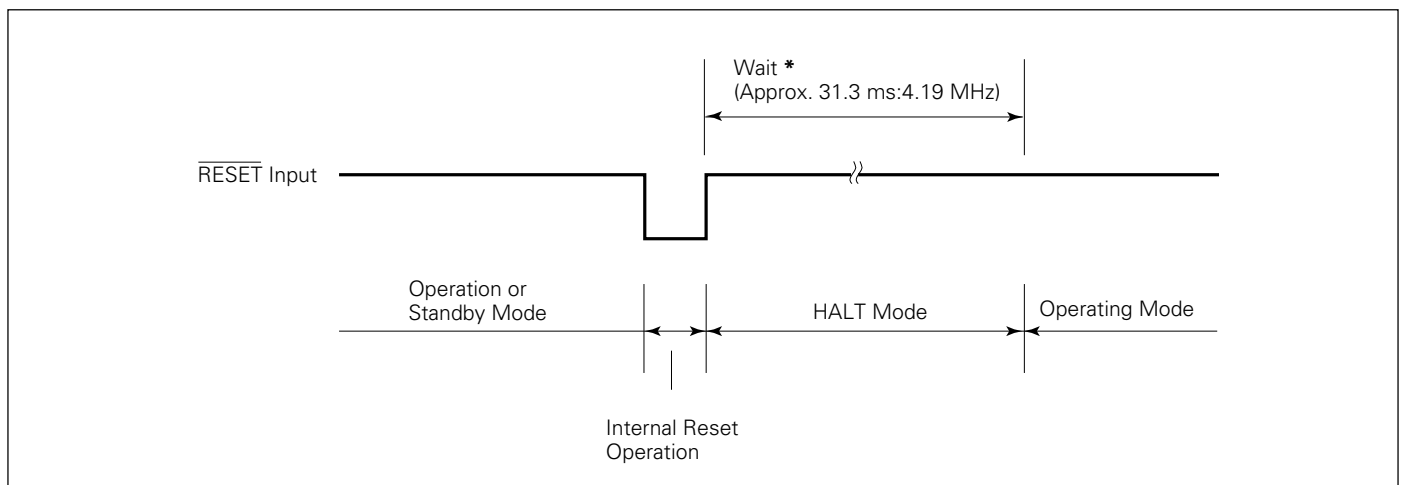 Wait *
(Approx. 31.3 ms:4.19 MHz)
RESET Input
Operation or
Standby Mode
HALT Mode
Operating Mode
Internal Reset
Operation